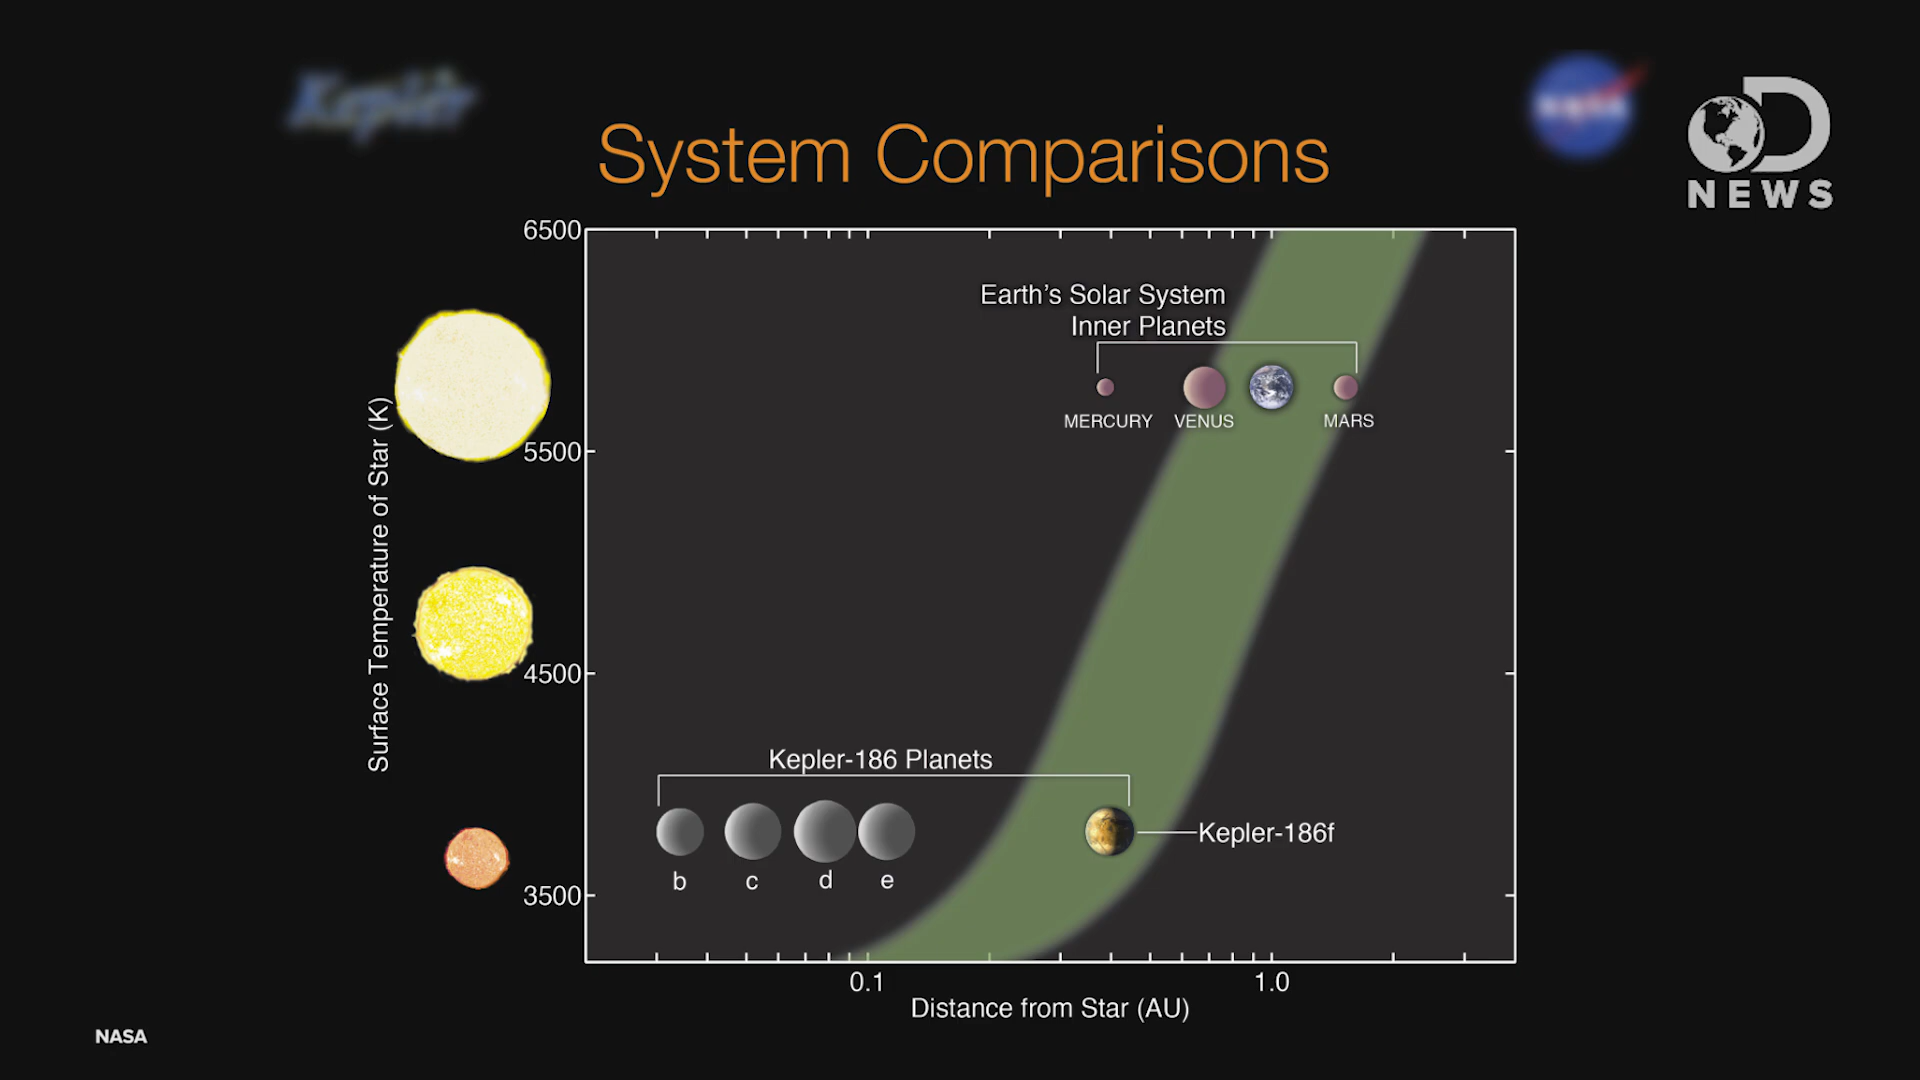 Kepler
NASA
NEWS
System Comparisons
6500
Earth's Solar System
Inner Planets
MERCURY
VENUS
MARS
Surface Temperature of Star (K)
5500
4500
Kepler-186 Planets
Kepler-186f
b
c
d
e
3500
0.1
1.0
Distance from Star (AU)
NASA